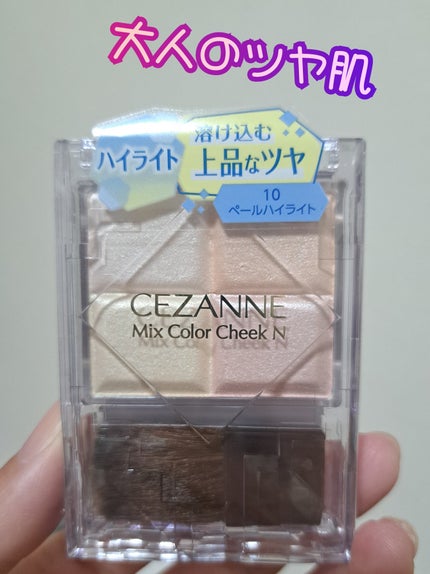 大人のツヤ肌
ハイライト
溶け込む
上品なツヤ
10
ペールハイライト
CEZANNE
Mix Color Cheek N